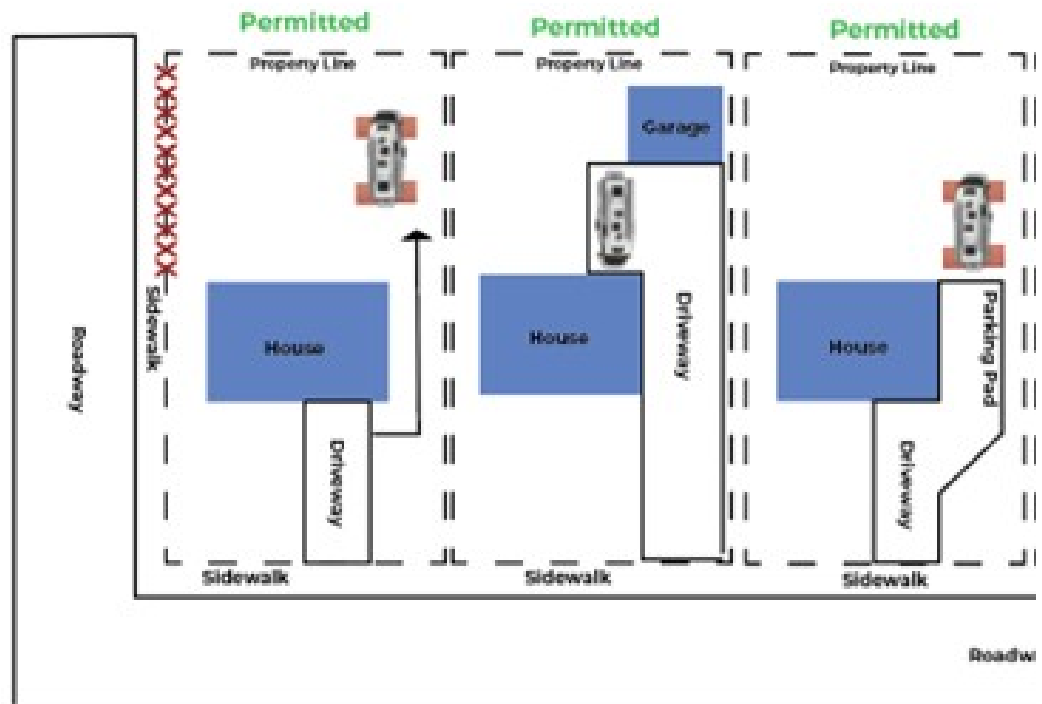 Permitted
Permitted
Permitted
Property Line
Property Line
Property Line
Garage
Sidewalk
Roadway
House
House
House
Driveway
Parking Pad
Driveway
Driveway
Sidewalk
Sidewalk
Sidewalk
Roadw